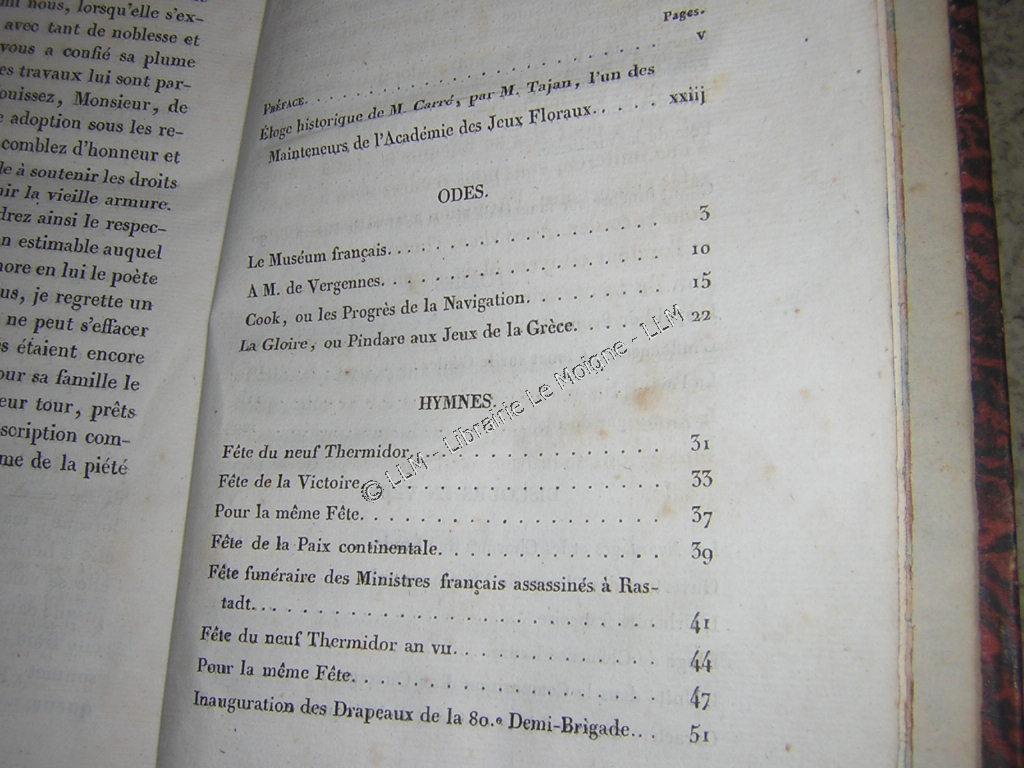 nous, lorsqu'elle s'ex-
avec tant de noblesse et
vous a confié sa plume
es travaux lui sont par-
ouissez, Monsieur, de
adoption sous les re-
comblez d'honneur et
le à soutenir les droits
nir la vieille armure.
drez ainsi le respec-
n estimable auquel
nore en lui le poète
us, je regrette un
ne peut s'effacer
s étaient encore
our sa famille le
eur tour, prêts
scription com-
me de la piété
Pages.
PRÉFACE. . . . . . . . . . . . . . . . . . . . v
Éloge historique de M. Carré, par M. Tajan, l'un des
Mainteneurs de l'Académie des Jeux Floraux. . . . . xxiij
ODES.
Le Muséum français. . . . . . . . . . . . . . . . 3
A M. de Vergennes. . . . . . . . . . . . . . . . 10
Cook, ou les Progrès de la Navigation. . . . . . . . 15
La Gloire, ou Pindare aux Jeux de la Grèce. . . . . . 22
HYMNES.
Fête du neuf Thermidor. . . . . . . . . . . . . . 31
Fête de la Victoire. . . . . . . . . . . . . . . . 33
Pour la même Fête. . . . . . . . . . . . . . . . 37
Fête de la Paix continentale. . . . . . . . . . . . 39
Fête funéraire des Ministres français assassinés à Ras-
tadt. . . . . . . . . . . . . . . . . . . . . 41
Fête du neuf Thermidor an VII. . . . . . . . . . . 44
Pour la même Fête. . . . . . . . . . . . . . . . 47
Inauguration des Drapeaux de la 80.e Demi-Brigade. . . 51
© LLM - Librairie Le Moigne - LLM